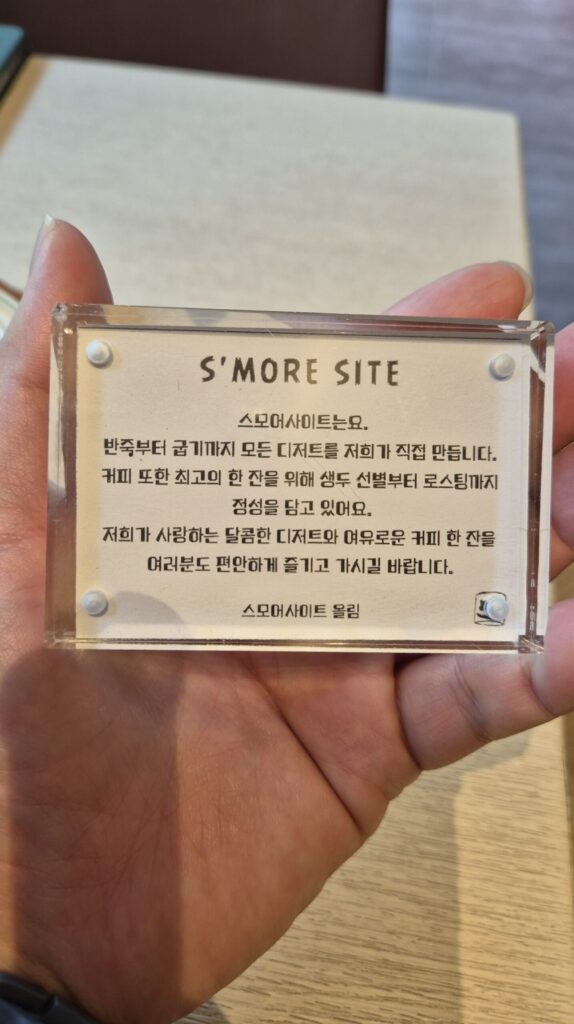 S'MORE SITE
스모어사이트는요.
반죽부터 굽기까지 모든 디저트를 저희가 직접 만듭니다.
커피 또한 최고의 한 잔을 위해 생두 선별부터 로스팅까지
정성을 담고 있어요.
저희가 사랑하는 달콤한 디저트와 여유로운 커피 한 잔을
여러분도 편안하게 즐기고 가시길 바랍니다.
스모어사이트 올림